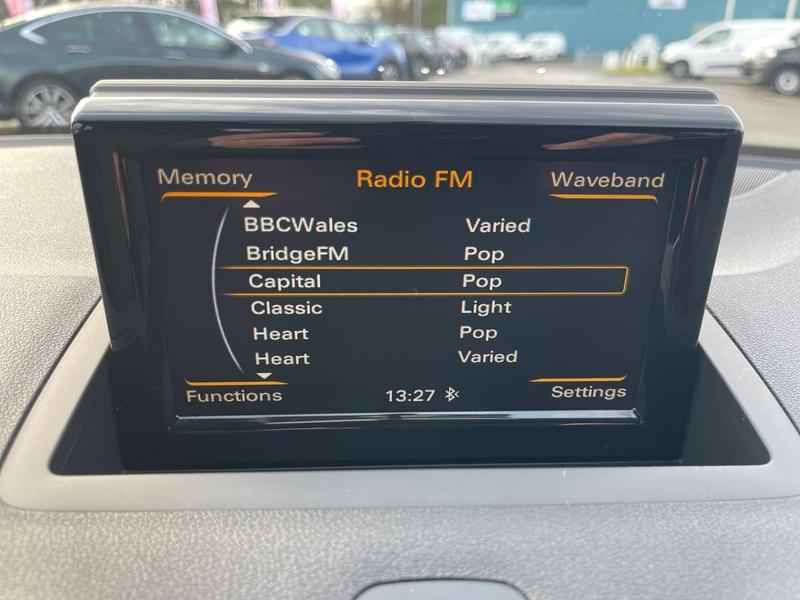 Memory Radio FM Waveband
BBCWales Varied
BridgeFM Pop
Capital Pop
Classic Light
Heart Pop
Heart Varied
Functions 13:27 Settings